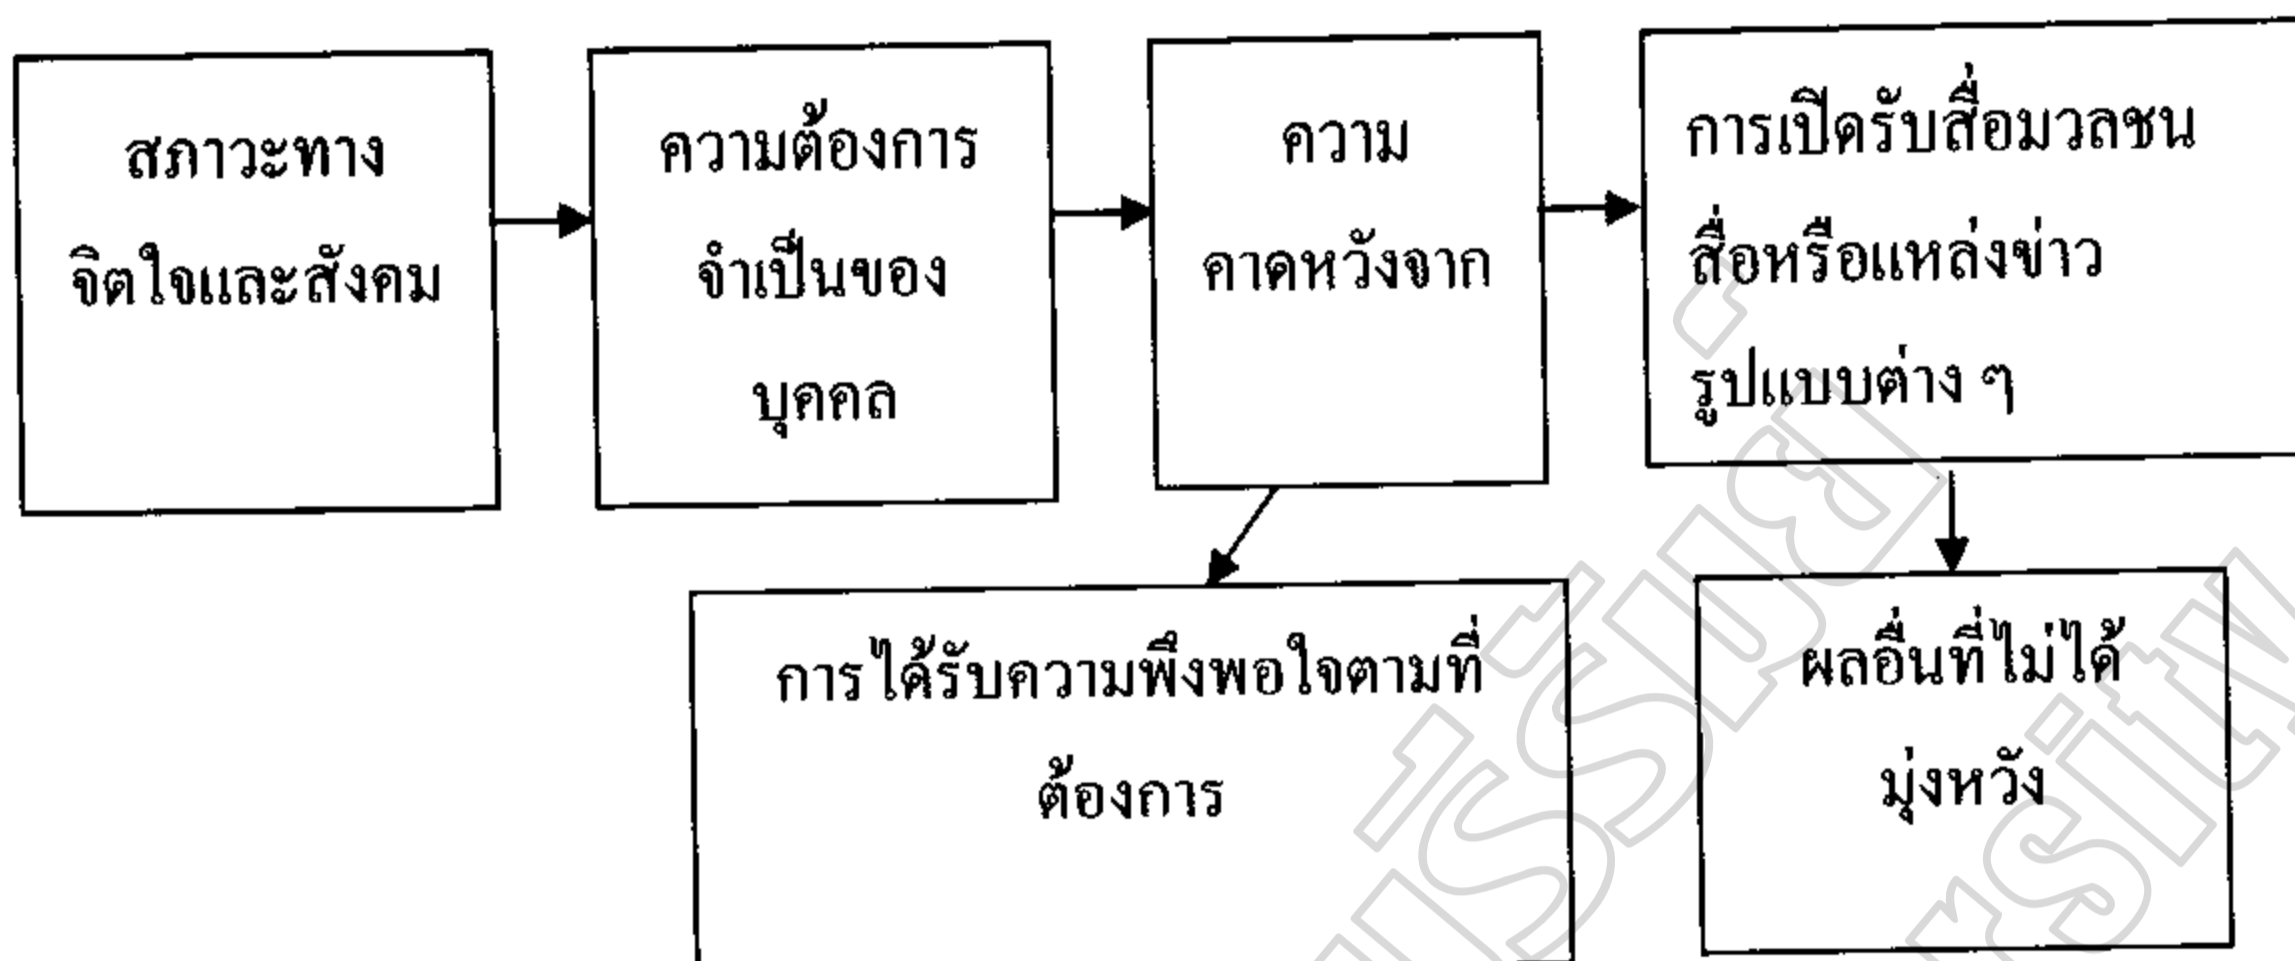 สภาวะทาง
จิตใจและสังคม
ความต้องการ
จำเป็นของ
บุคคล
ความ
คาดหวังจาก
การเปิดรับสื่อมวลชน
สื่อหรือแหล่งข่าว
รูปแบบต่าง ๆ
การได้รับความพึงพอใจตามที่
ต้องการ
ผลอื่นที่ไม่ได้
มุ่งหวัง